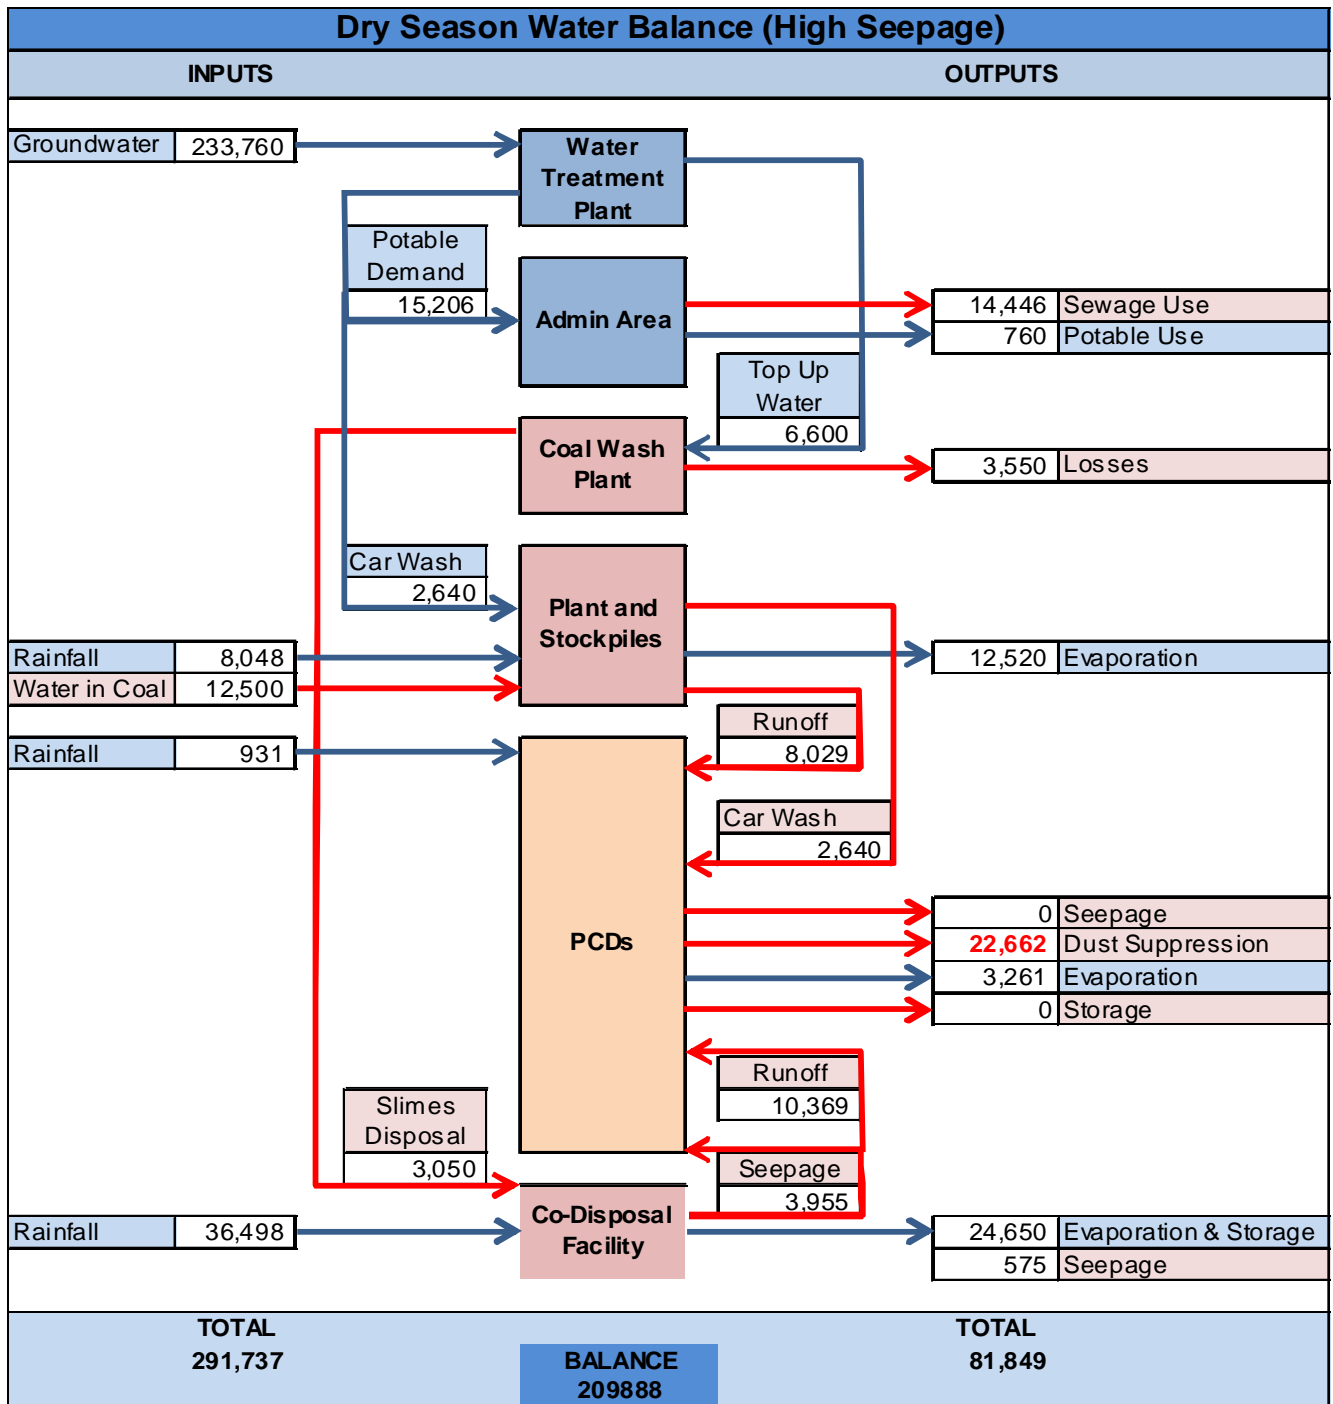 Dry Season Water Balance (High Seepage)
INPUTS
OUTPUTS
Groundwater 233,760
Water
Treatment
Plant
Potable
Demand
15,206
Admin Area
14,446 Sewage Use
760 Potable Use
Top Up
Water
6,600
Coal Wash
Plant
3,550 Losses
Car Wash
2,640
Plant and
Stockpiles
Rainfall 8,048
Water in Coal 12,500
12,520 Evaporation
Runoff
8,029
Rainfall 931
Car Wash
2,640
PCDs
0 Seepage
22,662 Dust Suppression
3,261 Evaporation
0 Storage
Runoff
10,369
Slimes
Disposal
3,050
Seepage
3,955
Rainfall 36,498
Co-Disposal
Facility
24,650 Evaporation & Storage
575 Seepage
TOTAL
291,737
BALANCE
209888
TOTAL
81,849